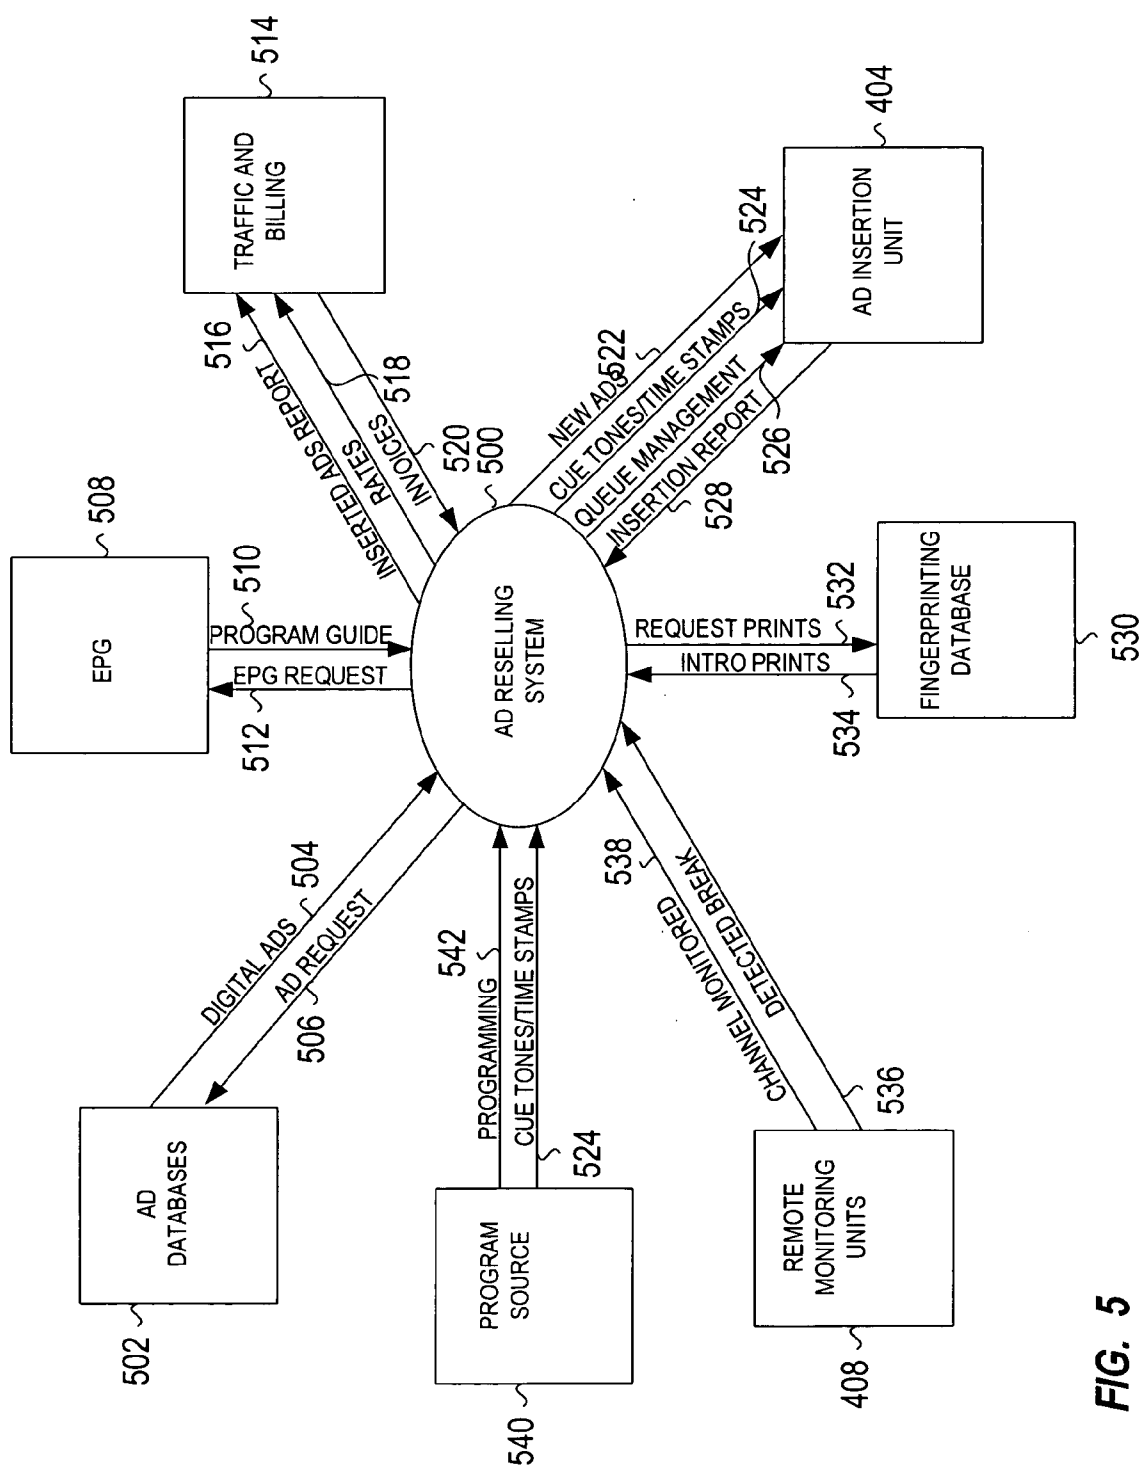 AD
DATABASES
502
DIGITAL ADS
504
AD REQUEST
506
EPG
508
PROGRAM GUIDE
510
EPG REQUEST
512
TRAFFIC AND
BILLING
514
INSERTED ADS REPORT
516
RATES
518
INVOICES
520
PROGRAM
SOURCE
540
PROGRAMMING
542
CUE TONES/TIME STAMPS
524
AD RESELLING
SYSTEM
500
NEW ADS
522
CUE TONES/TIME STAMPS
524
QUEUE MANAGEMENT
526
INSERTION REPORT
528
AD INSERTION
UNIT
404
REMOTE
MONITORING
UNITS
408
CHANNEL MONITORED
538
DETECTED BREAK
536
REQUEST PRINTS
532
INTRO PRINTS
534
FINGERPRINTING
DATABASE
530
FIG. 5